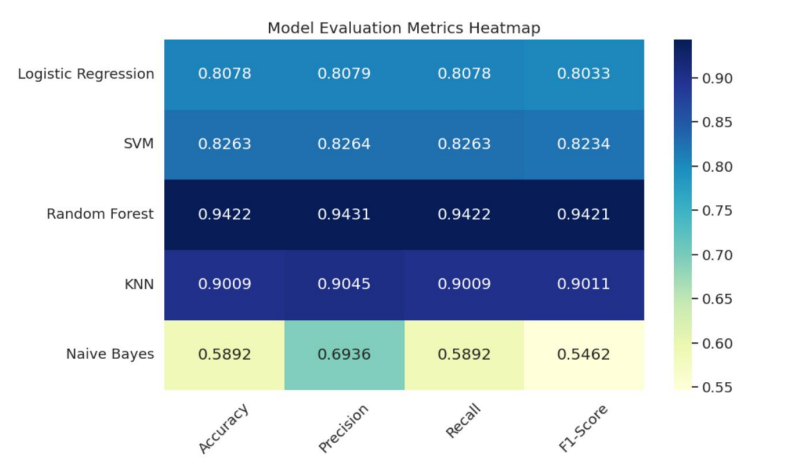 Model Evaluation Metrics Heatmap
Logistic Regression 0.8078 0.8079 0.8078 0.8033
SVM 0.8263 0.8264 0.8263 0.8234
Random Forest 0.9422 0.9431 0.9422 0.9421
KNN 0.9009 0.9045 0.9009 0.9011
Naive Bayes 0.5892 0.6936 0.5892 0.5462
Accuracy Precision Recall F1-Score
0.90
0.85
0.80
0.75
0.70
0.65
0.60
0.55